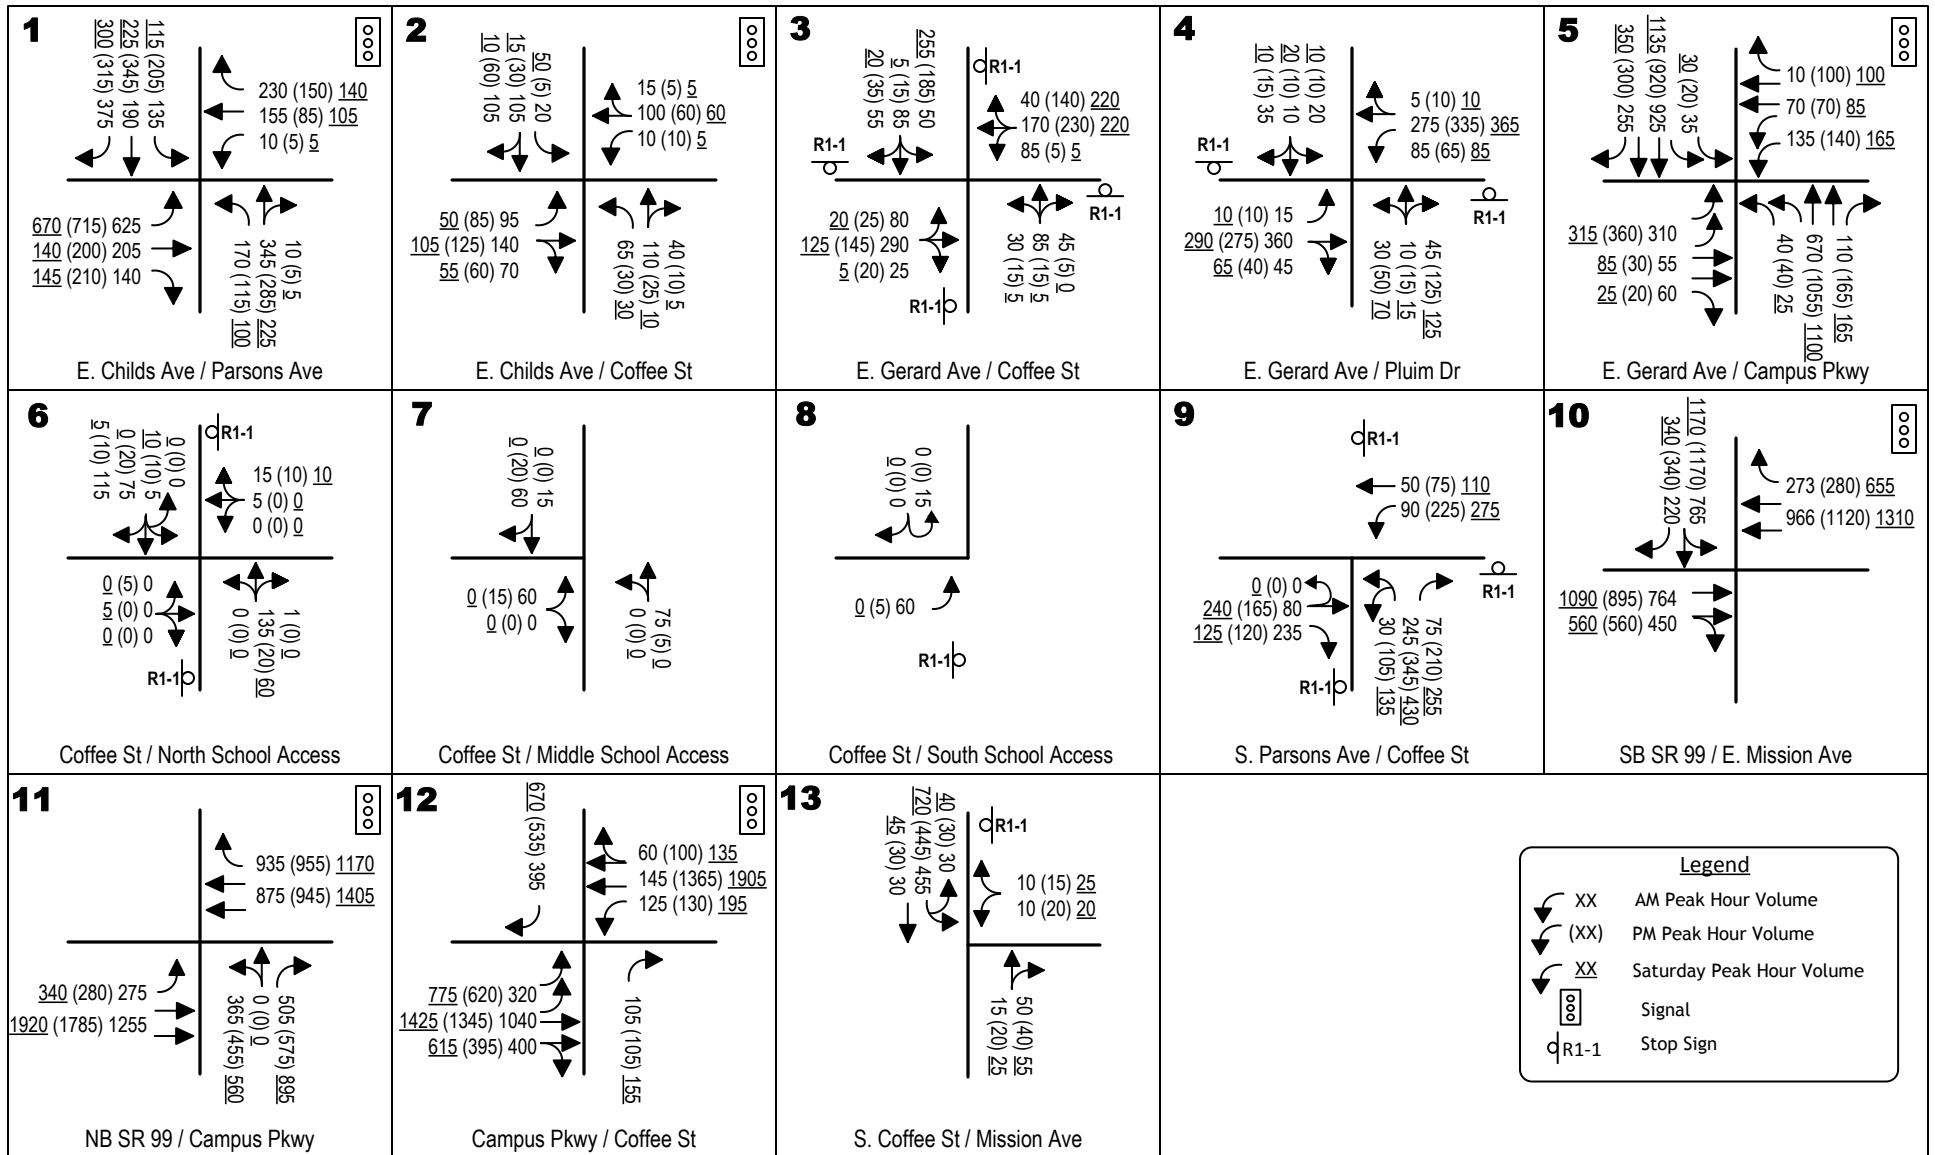 1
115 (205) 135
225 (345) 190
300 (315) 375
230 (150) 140
155 (85) 105
10 (5) 5
670 (715) 625
140 (200) 205
145 (210) 140
10 (5) 5
345 (285) 225
170 (115) 100
E. Childs Ave / Parsons Ave
2
50 (5) 20
15 (30) 105
10 (60) 105
15 (5) 5
100 (60) 60
10 (10) 5
50 (85) 95
105 (125) 140
55 (60) 70
40 (10) 5
110 (25) 10
65 (30) 30
E. Childs Ave / Coffee St
3
255 (185) 50
5 (15) 85
20 (35) 55
R1-1
40 (140) 220
170 (230) 220
85 (5) 5
R1-1
R1-1
20 (25) 80
125 (145) 290
5 (20) 25
R1-1
45 (5) 0
85 (15) 5
30 (15) 5
E. Gerard Ave / Coffee St
4
10 (10) 20
20 (10) 10
10 (15) 35
5 (10) 10
275 (335) 365
85 (65) 85
R1-1
R1-1
10 (10) 15
290 (275) 360
65 (40) 45
45 (125) 125
10 (15) 15
30 (50) 70
E. Gerard Ave / Pluim Dr
5
30 (20) 35
1135 (920) 925
350 (300) 255
10 (100) 100
70 (70) 85
135 (140) 165
315 (360) 310
85 (30) 55
25 (20) 60
110 (165) 165
670 (1055) 1100
40 (40) 25
E. Gerard Ave / Campus Pkwy
6
0 (0) 0
10 (10) 5
0 (20) 75
5 (10) 115
R1-1
15 (10) 10
5 (0) 0
0 (0) 0
0 (5) 0
5 (0) 0
0 (0) 0
R1-1
1 (0) 0
135 (20) 60
0 (0) 0
Coffee St / North School Access
7
0 (0) 15
0 (20) 60
0 (15) 60
0 (0) 0
75 (5) 0
0 (0) 0
Coffee St / Middle School Access
8
0 (0) 15
0 (0) 0
0 (5) 60
R1-1
Coffee St / South School Access
9
R1-1
50 (75) 110
90 (225) 275
R1-1
0 (0) 0
240 (165) 80
125 (120) 235
R1-1
75 (210) 255
245 (345) 430
30 (105) 135
S. Parsons Ave / Coffee St
10
1170 (1170) 765
340 (340) 220
273 (280) 655
966 (1120) 1310
1090 (895) 764
560 (560) 450
SB SR 99 / E. Mission Ave
11
935 (955) 1170
875 (945) 1405
340 (280) 275
1920 (1785) 1255
505 (575) 895
0 (0) 0
365 (455) 560
NB SR 99 / Campus Pkwy
12
670 (535) 395
60 (100) 135
145 (1365) 1905
125 (130) 195
775 (620) 320
1425 (1345) 1040
615 (395) 400
105 (105) 155
Campus Pkwy / Coffee St
13
40 (30) 30
720 (445) 455
45 (30) 30
R1-1
10 (15) 25
10 (20) 20
50 (40) 55
15 (20) 25
S. Coffee St / Mission Ave
Legend
XX AM Peak Hour Volume
(XX) PM Peak Hour Volume
XX Saturday Peak Hour Volume
Signal
R1-1 Stop Sign